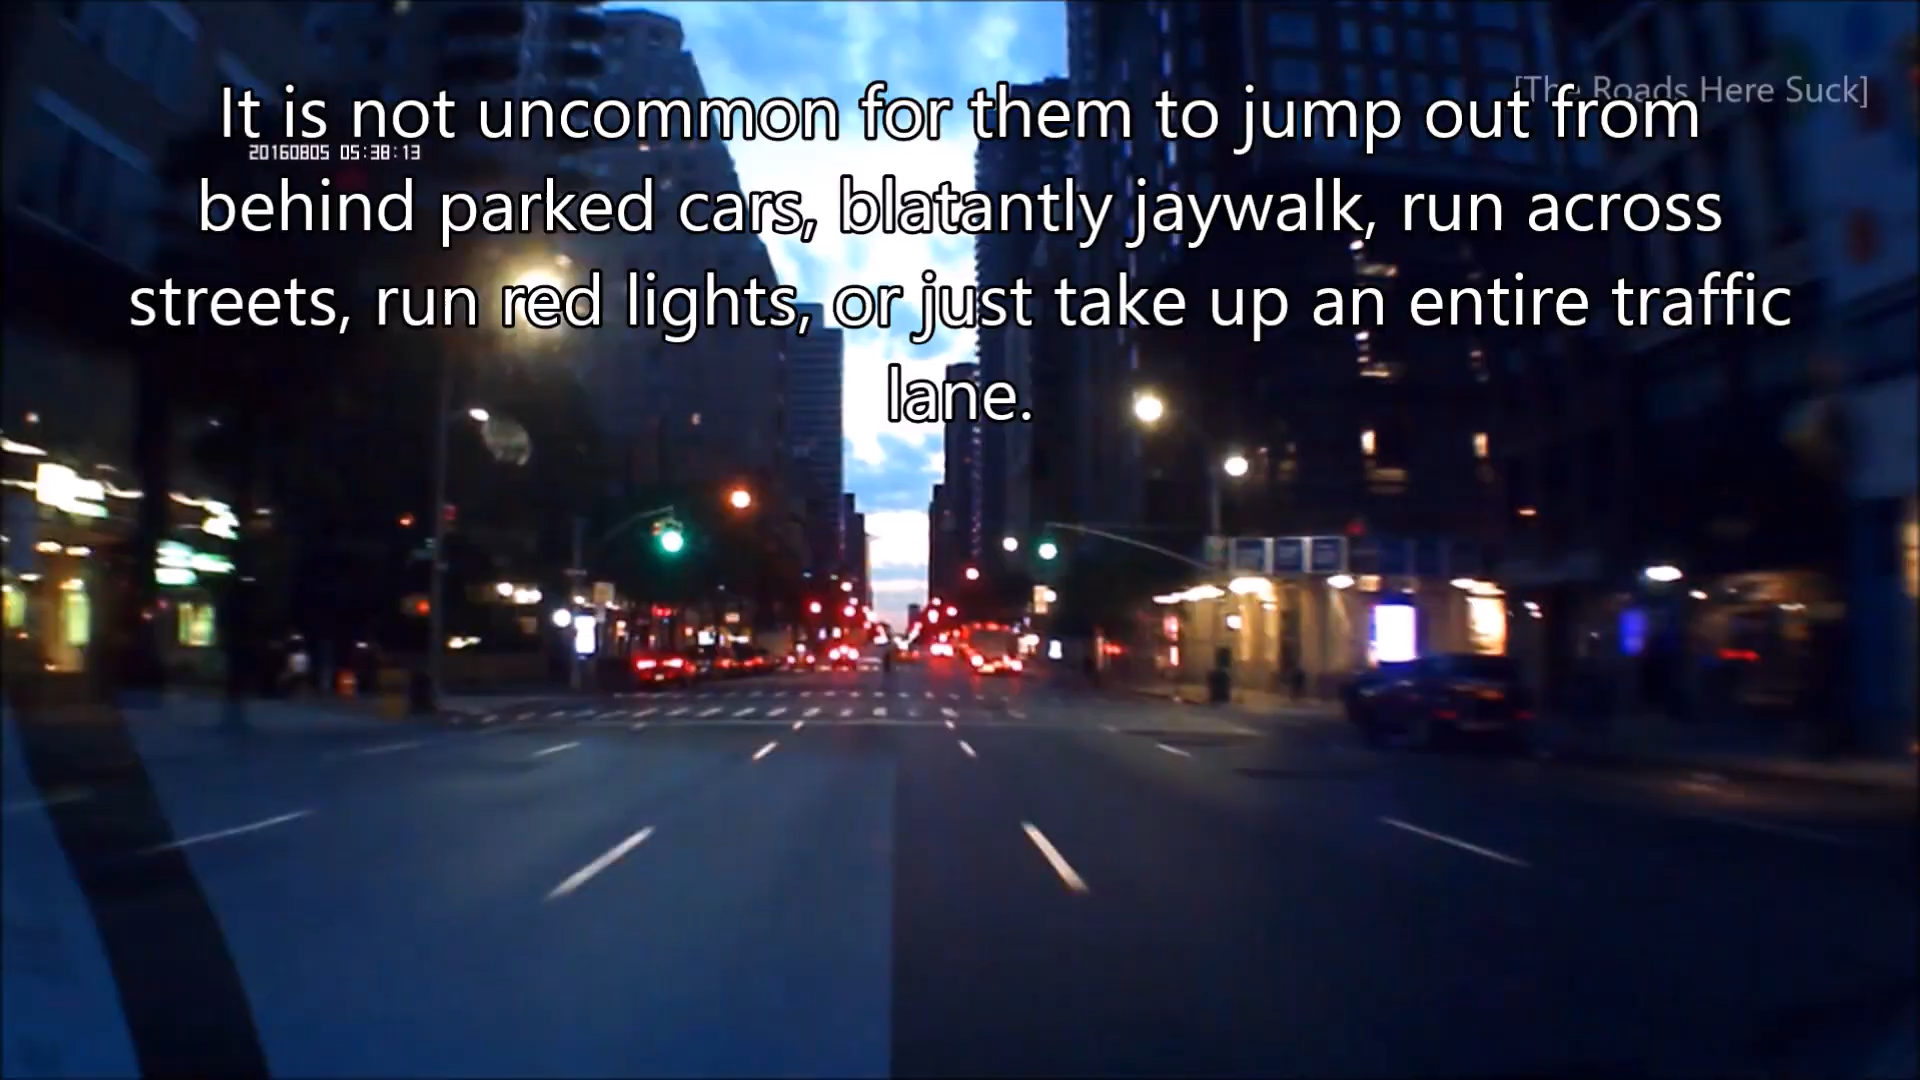 [The Roads Here Suck]
It is not uncommon for them to jump out from
20160805 05:38:13
behind parked cars, blatantly jaywalk, run across
streets, run red lights, or just take up an entire traffic
lane.